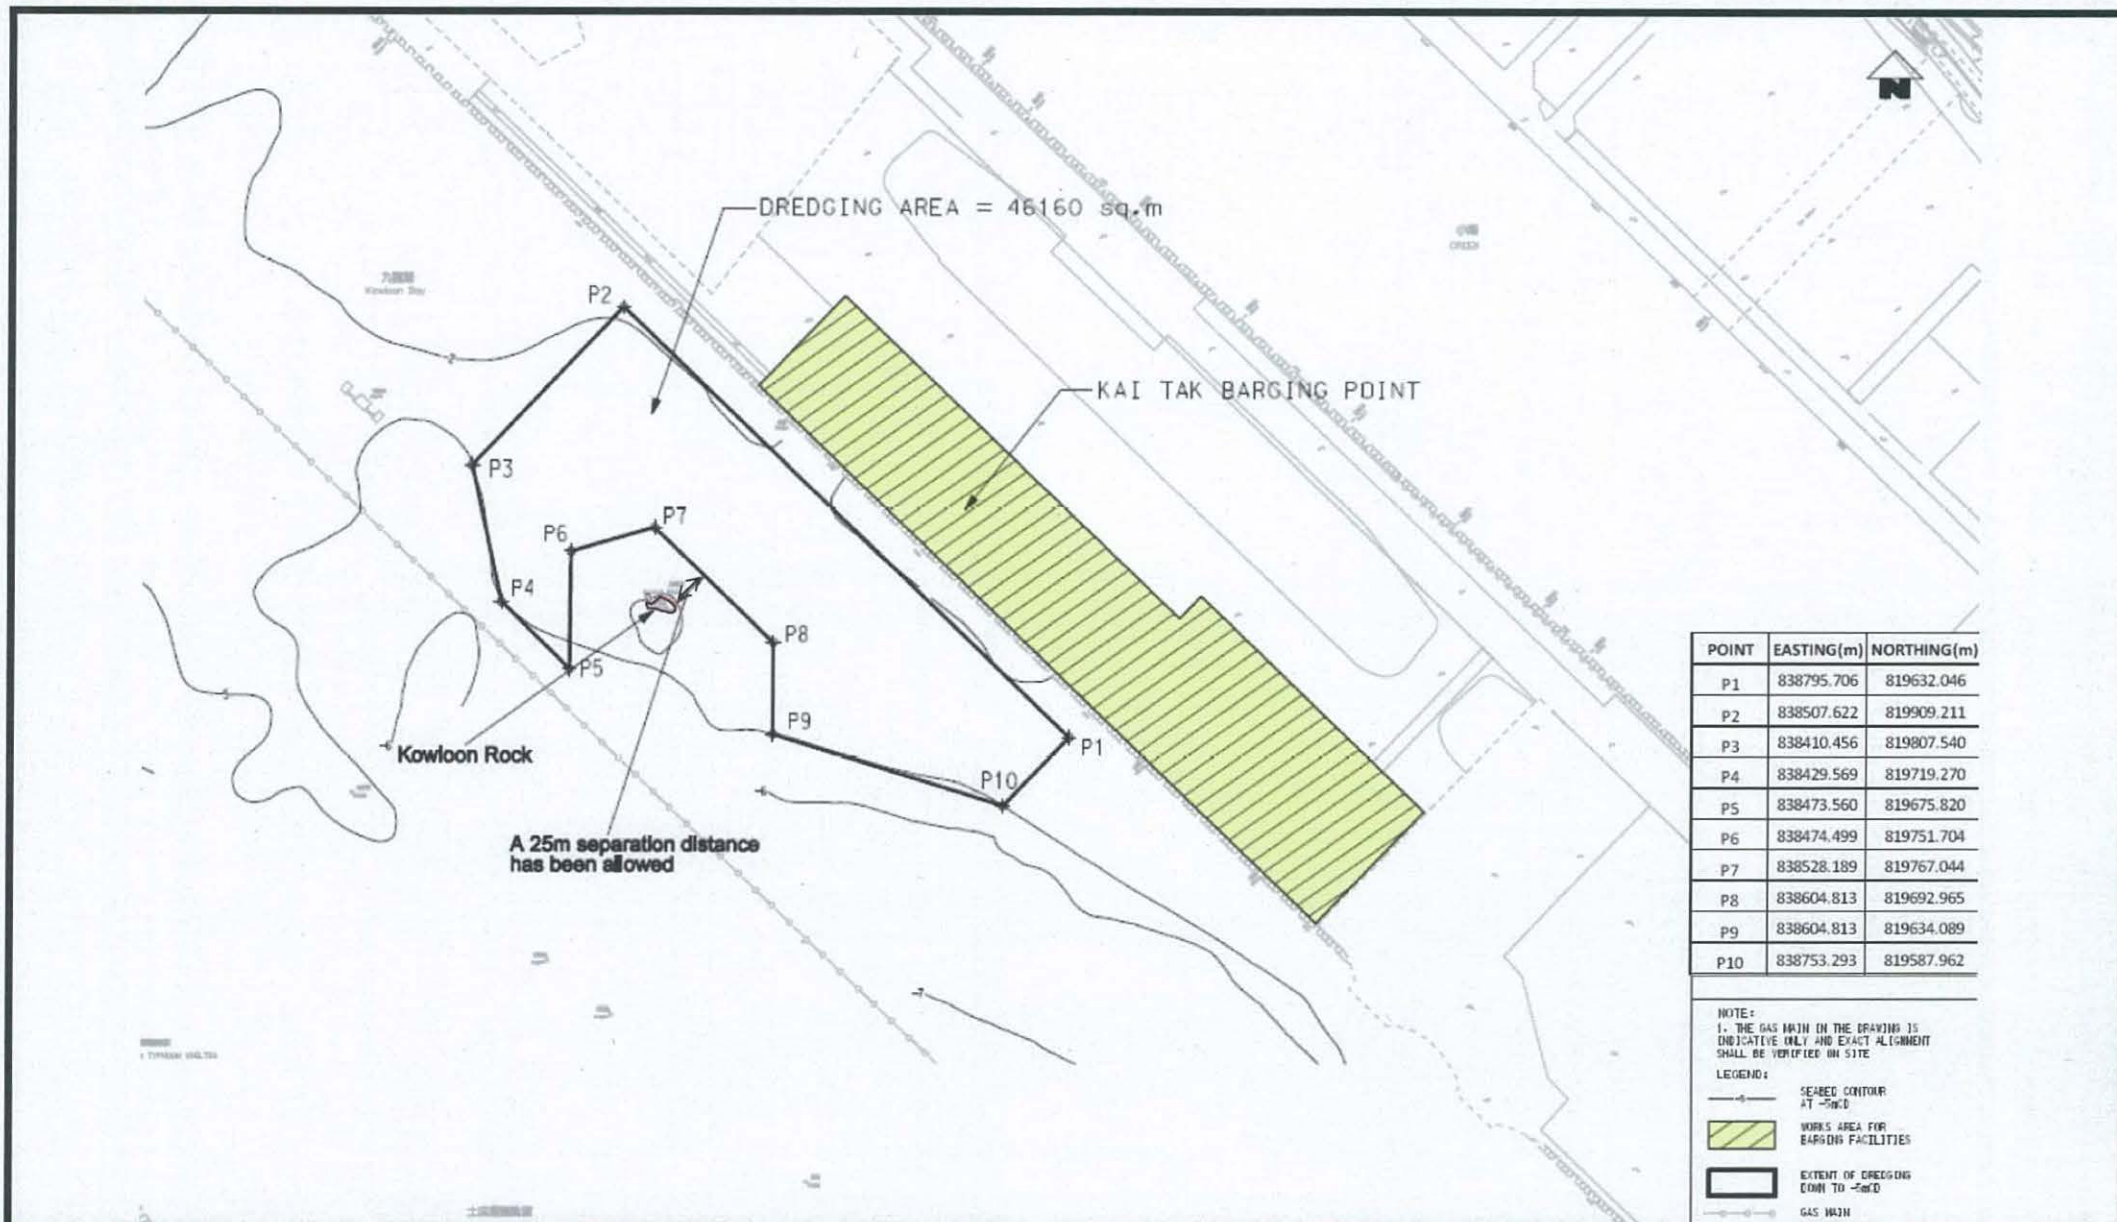 N
DREDGING AREA = 46160 sq.m
Kowloon Bay
P2
KAI TAK BARGING POINT
P3
P7
P6
P4
P8
P5
P9
P1
P10
Kowloon Rock
A 25m separation distance
has been allowed
-7
POINT EASTING(m) NORTHING(m)
P1 838795.706 819632.046
P2 838507.622 819909.211
P3 838410.456 819807.540
P4 838429.569 819719.270
P5 838473.560 819675.820
P6 838474.499 819751.704
P7 838528.189 819767.044
P8 838604.813 819692.965
P9 838604.813 819634.089
P10 838753.293 819587.962
NOTE:
1. THE GAS MAIN IN THE DRAWING IS
INDICATIVE ONLY AND EXACT ALIGNMENT
SHALL BE VERIFIED ON SITE
LEGEND:
SEABED CONTOUR
AT -5mCD
WORKS AREA FOR
BARGING FACILITIES
EXTENT OF DREDGING
DOWN TO -5mCD
GAS MAIN